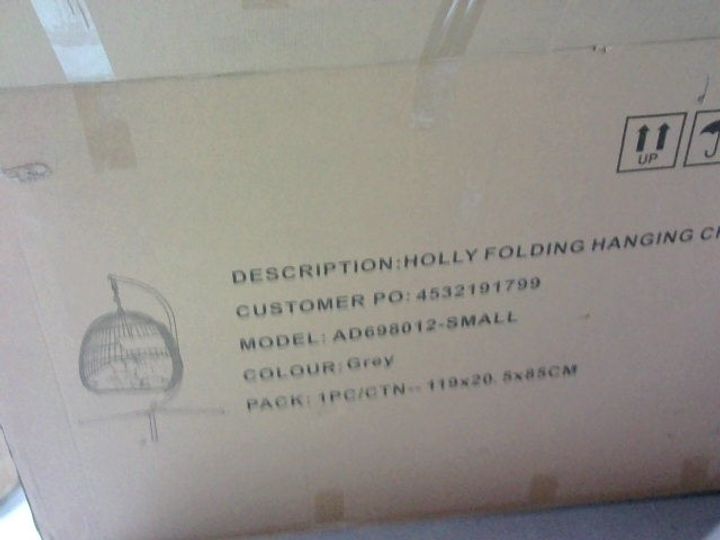 UP
DESCRIPTION:HOLLY FOLDING HANGING
CUSTOMER PO: 4532191799
MODEL: AD698012-SMALL
COLOUR: Grey
PACK: 1PC/CTN-- 119x20.5x85CM